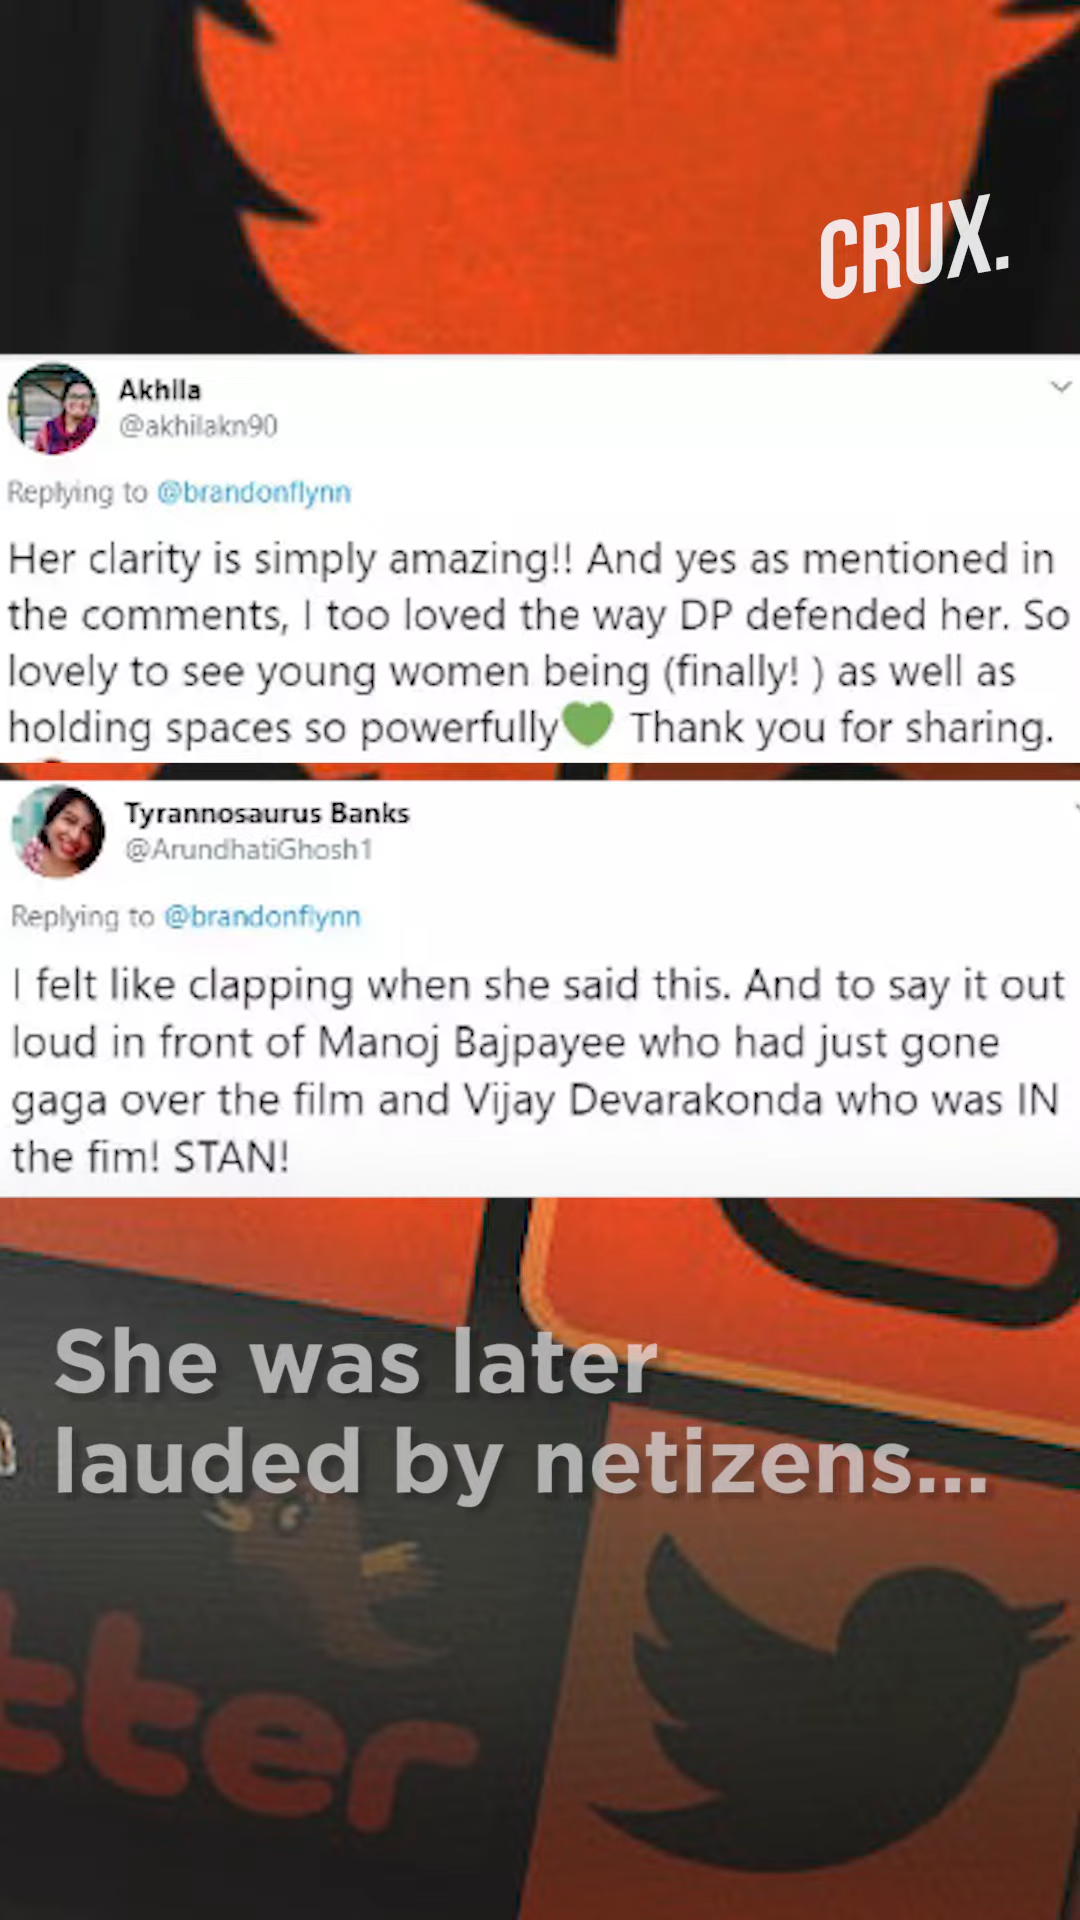 CRUX.
Akhila
@akhilakn90
Replying to @brandonflynn
Her clarity is simply amazing!! And yes as mentioned in
the comments, I too loved the way DP defended her. So
lovely to see young women being (finally! ) as well as
holding spaces so powerfully💚 Thank you for sharing.
Tyrannosaurus Banks
@ArundhatiGhosh1
Replying to @brandonflynn
I felt like clapping when she said this. And to say it out
loud in front of Manoj Bajpayee who had just gone
gaga over the film and Vijay Devarakonda who was IN
the fim! STAN!
She was later
lauded by netizens...
tter